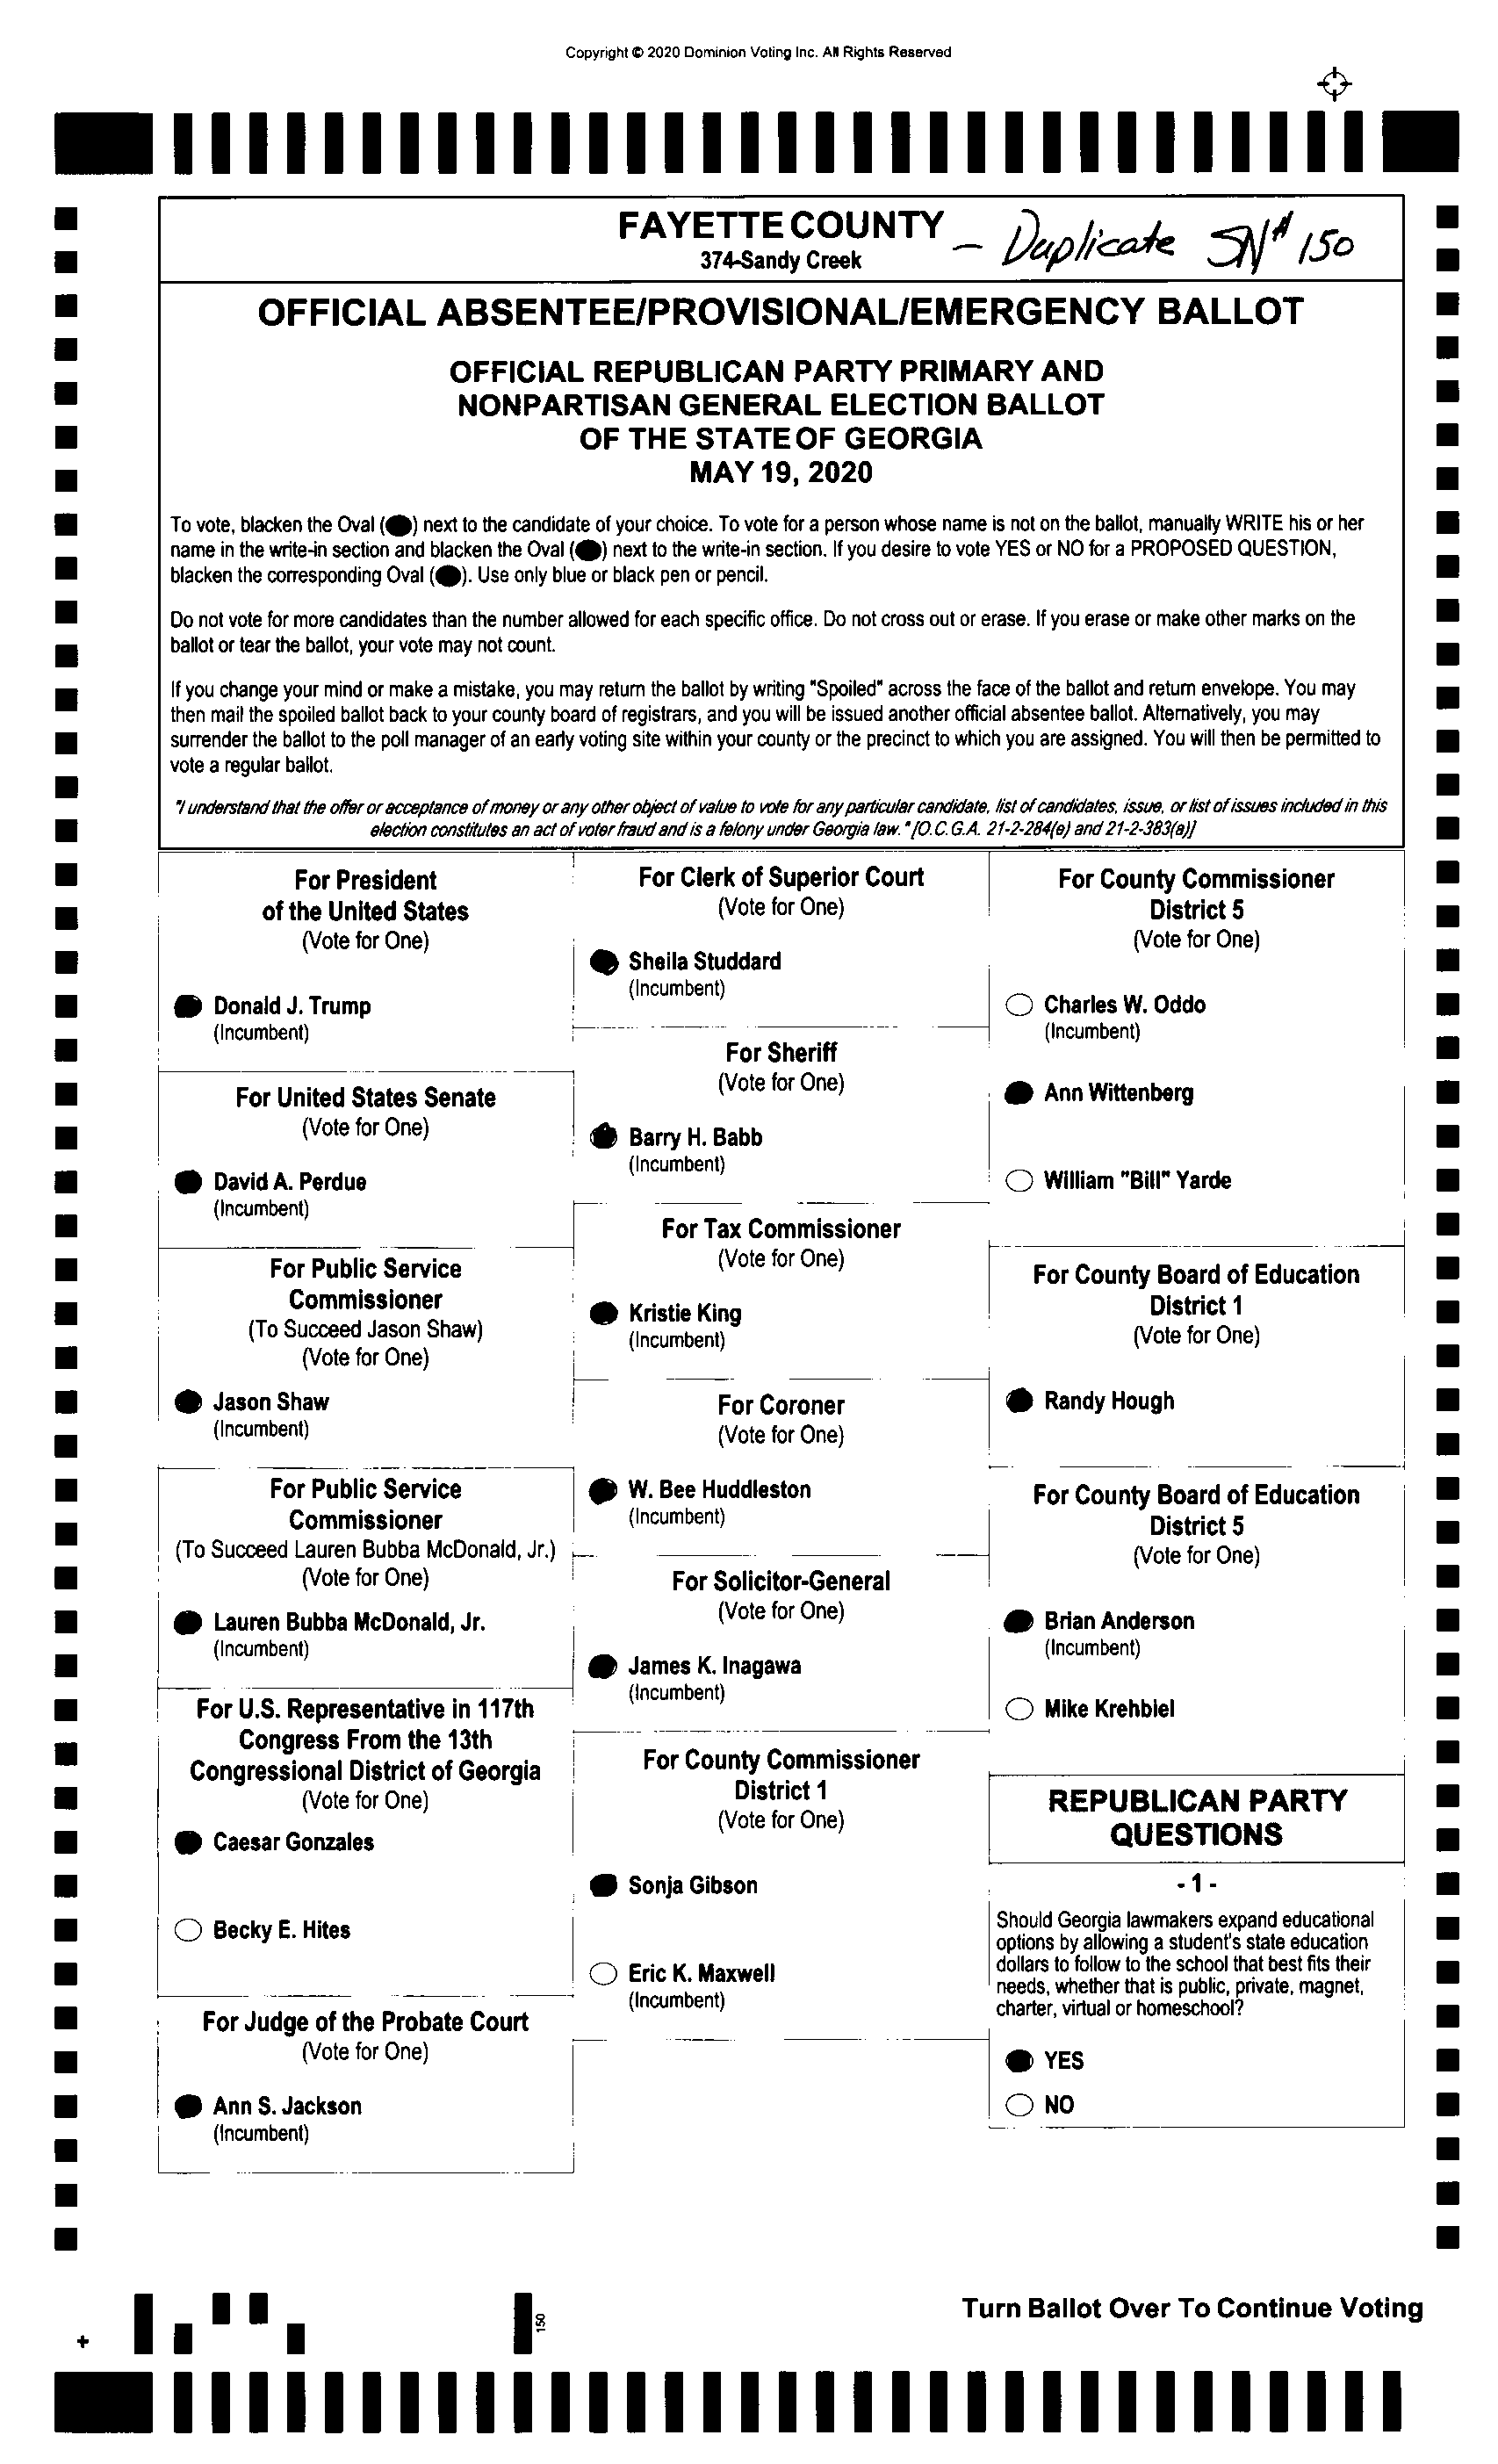 Copyright © 2020 Dominion Voting Inc. All Rights Reserved
FAYETTE COUNTY – Duplicate SN# 150
374-Sandy Creek
OFFICIAL ABSENTEE/PROVISIONAL/EMERGENCY BALLOT
OFFICIAL REPUBLICAN PARTY PRIMARY AND
NONPARTISAN GENERAL ELECTION BALLOT
OF THE STATE OF GEORGIA
MAY 19, 2020
To vote, blacken the Oval (⬬) next to the candidate of your choice. To vote for a person whose name is not on the ballot, manually WRITE his or her
name in the write-in section and blacken the Oval (⬬) next to the write-in section. If you desire to vote YES or NO for a PROPOSED QUESTION,
blacken the corresponding Oval (⬬). Use only blue or black pen or pencil.
Do not vote for more candidates than the number allowed for each specific office. Do not cross out or erase. If you erase or make other marks on the
ballot or tear the ballot, your vote may not count.
If you change your mind or make a mistake, you may return the ballot by writing "Spoiled" across the face of the ballot and return envelope. You may
then mail the spoiled ballot back to your county board of registrars, and you will be issued another official absentee ballot. Alternatively, you may
surrender the ballot to the poll manager of an early voting site within your county or the precinct to which you are assigned. You will then be permitted to
vote a regular ballot.
"I understand that the offer or acceptance of money or any other object of value to vote for any particular candidate, list of candidates, issue, or list of issues included in this
election constitutes an act of voter fraud and is a felony under Georgia law." [O.C.G.A. 21-2-284(e) and 21-2-383(a)]
For President
of the United States
(Vote for One)
Donald J. Trump
(Incumbent)
For United States Senate
(Vote for One)
David A. Perdue
(Incumbent)
For Public Service
Commissioner
(To Succeed Jason Shaw)
(Vote for One)
Jason Shaw
(Incumbent)
For Public Service
Commissioner
(To Succeed Lauren Bubba McDonald, Jr.)
(Vote for One)
Lauren Bubba McDonald, Jr.
(Incumbent)
For U.S. Representative in 117th
Congress From the 13th
Congressional District of Georgia
(Vote for One)
Caesar Gonzales
Becky E. Hites
For Judge of the Probate Court
(Vote for One)
Ann S. Jackson
(Incumbent)
For Clerk of Superior Court
(Vote for One)
Sheila Studdard
(Incumbent)
For Sheriff
(Vote for One)
Barry H. Babb
(Incumbent)
For Tax Commissioner
(Vote for One)
Kristie King
(Incumbent)
For Coroner
(Vote for One)
W. Bee Huddleston
(Incumbent)
For Solicitor-General
(Vote for One)
James K. Inagawa
(Incumbent)
For County Commissioner
District 1
(Vote for One)
Sonja Gibson
Eric K. Maxwell
(Incumbent)
For County Commissioner
District 5
(Vote for One)
Charles W. Oddo
(Incumbent)
Ann Wittenberg
William "Bill" Yarde
For County Board of Education
District 1
(Vote for One)
Randy Hough
For County Board of Education
District 5
(Vote for One)
Brian Anderson
(Incumbent)
Mike Krehbiel
REPUBLICAN PARTY
QUESTIONS
- 1 -
Should Georgia lawmakers expand educational
options by allowing a student's state education
dollars to follow to the school that best fits their
needs, whether that is public, private, magnet,
charter, virtual or homeschool?
YES
NO
Turn Ballot Over To Continue Voting
150